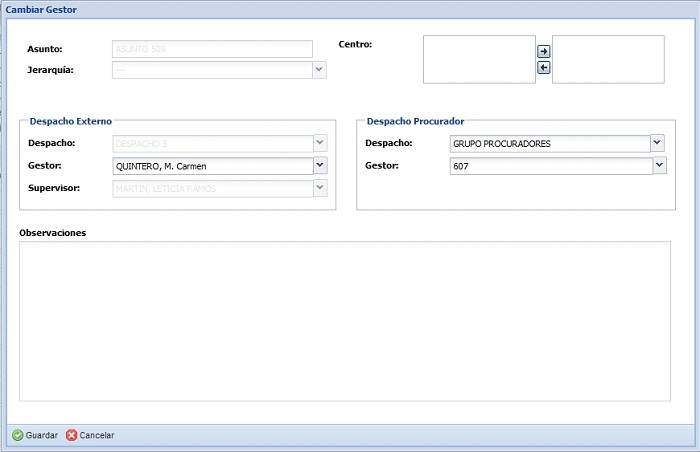 Cambiar Gestor
Asunto: ASUNTO 509
Centro:
Jerarquía: ---
Despacho Externo
Despacho: DESPACHO 5
Gestor: QUINTERO, M. Carmen
Supervisor: MARTIN, LETICIA RAMOS
Despacho Procurador
Despacho: GRUPO PROCURADORES
Gestor: 607
Observaciones
Guardar Cancelar